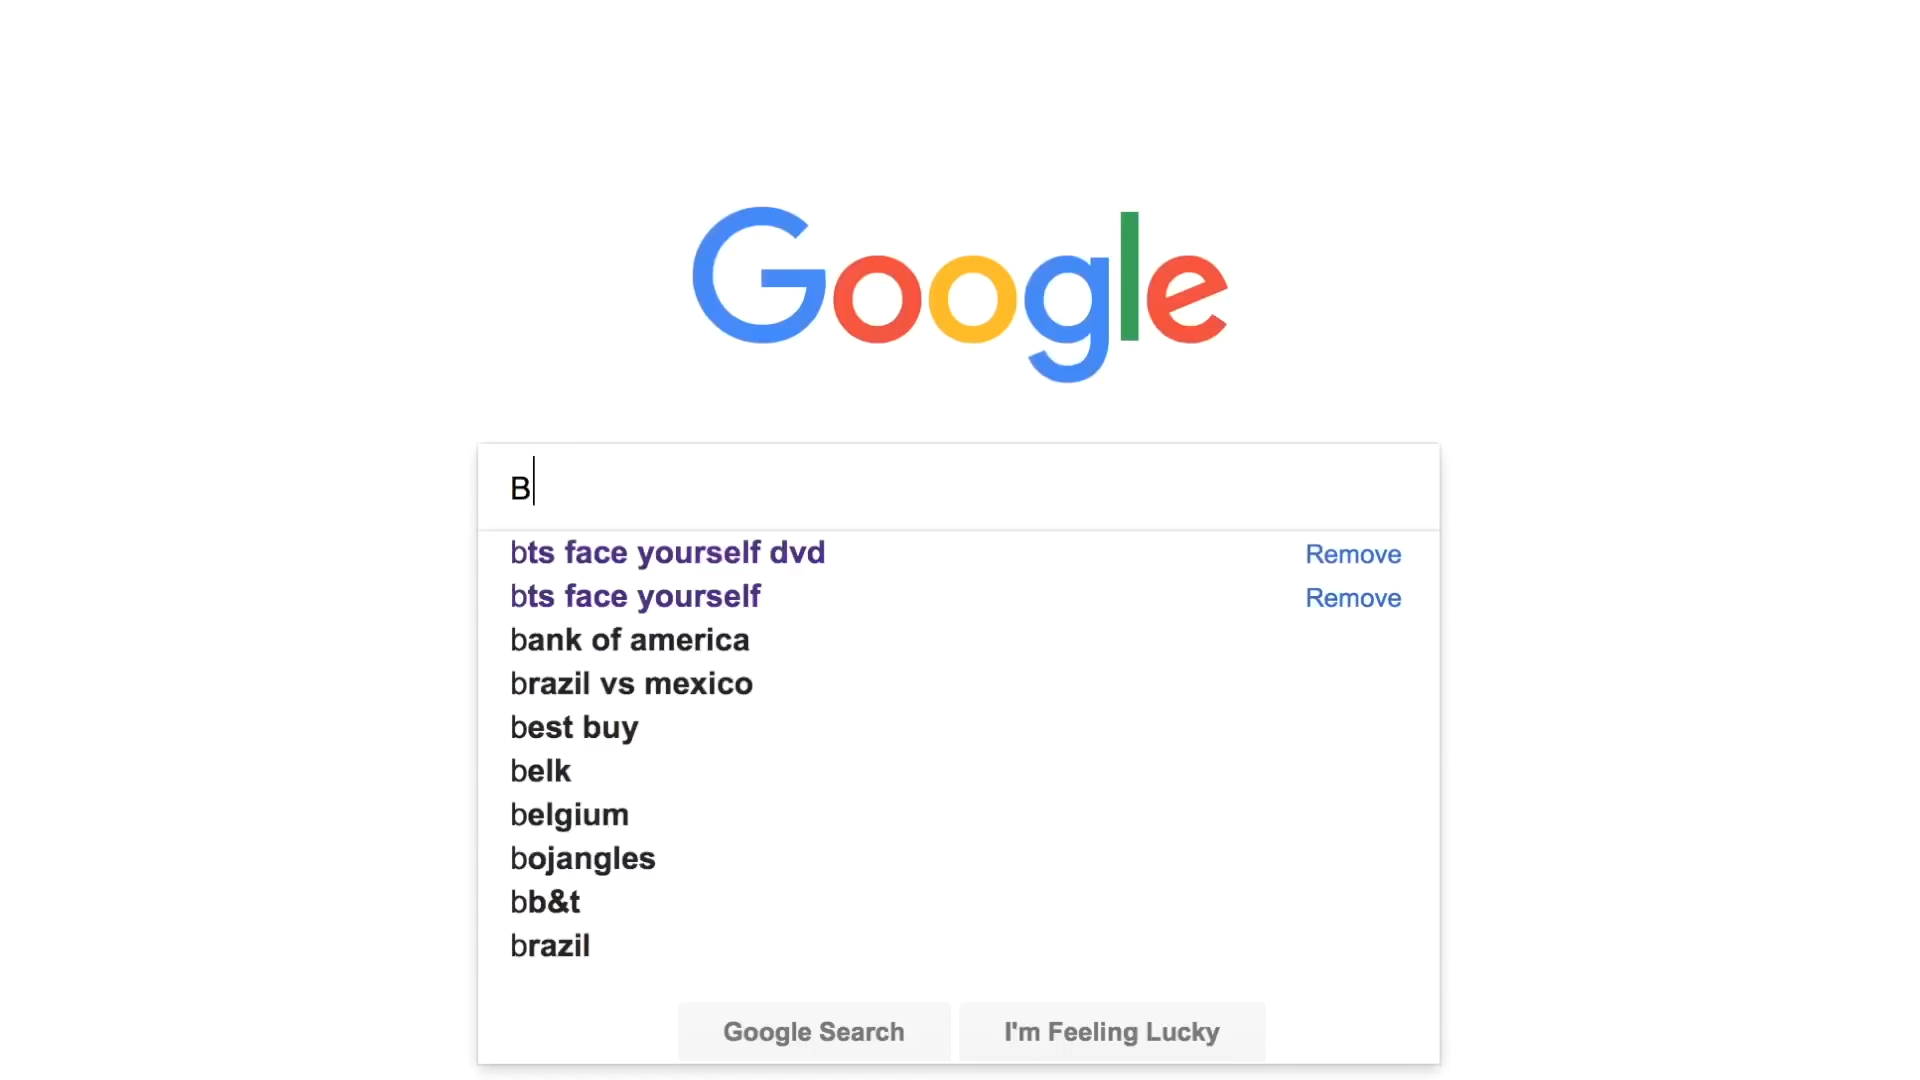 Google
B
bts face yourself dvd Remove
bts face yourself Remove
bank of america
brazil vs mexico
best buy
belk
belgium
bojangles
bb&t
brazil
Google Search I'm Feeling Lucky